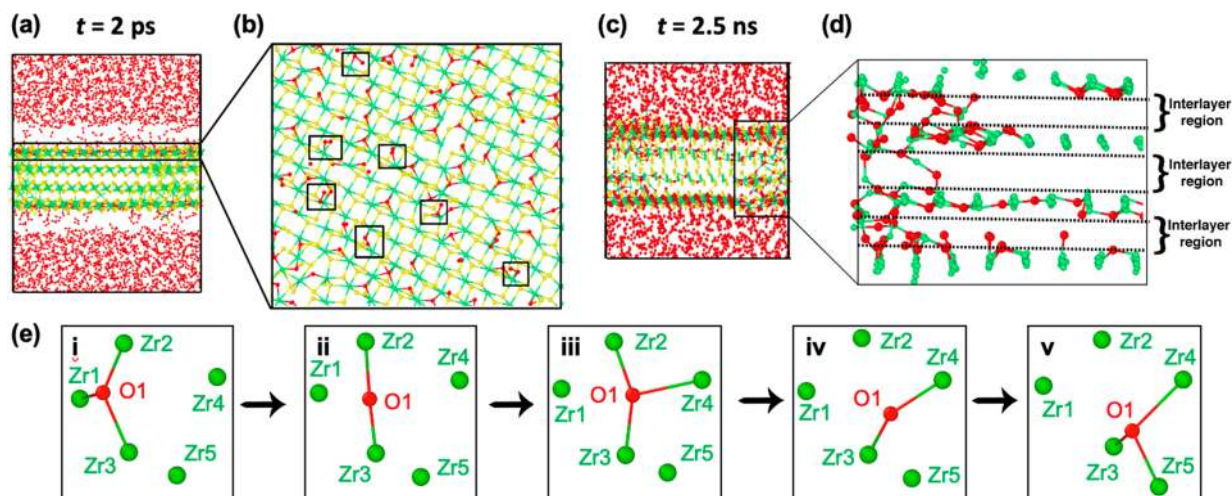 (a) t = 2 ps (b) (c) t = 2.5 ns (d)
Interlayer
region
Interlayer
region
Interlayer
region
(e)
i
Zr2
Zr1
O1
Zr4
Zr3
Zr5
ii
Zr2
Zr4
Zr1
O1
Zr3
Zr5
iii
Zr2
O1
Zr1
Zr4
Zr3
Zr5
iv
Zr2
Zr4
O1
Zr1
Zr3
Zr5
v
Zr2
Zr4
O1
Zr1
Zr3
Zr5